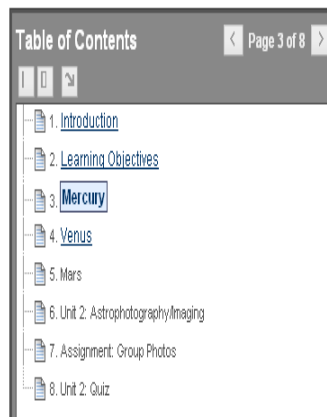 Table of Contents
Page 3 of 8
1. Introduction
2. Learning Objectives
3. Mercury
4. Venus
5. Mars
6. Unit 2: Astrophotography/Imaging
7. Assignment: Group Photos
8. Unit 2: Quiz